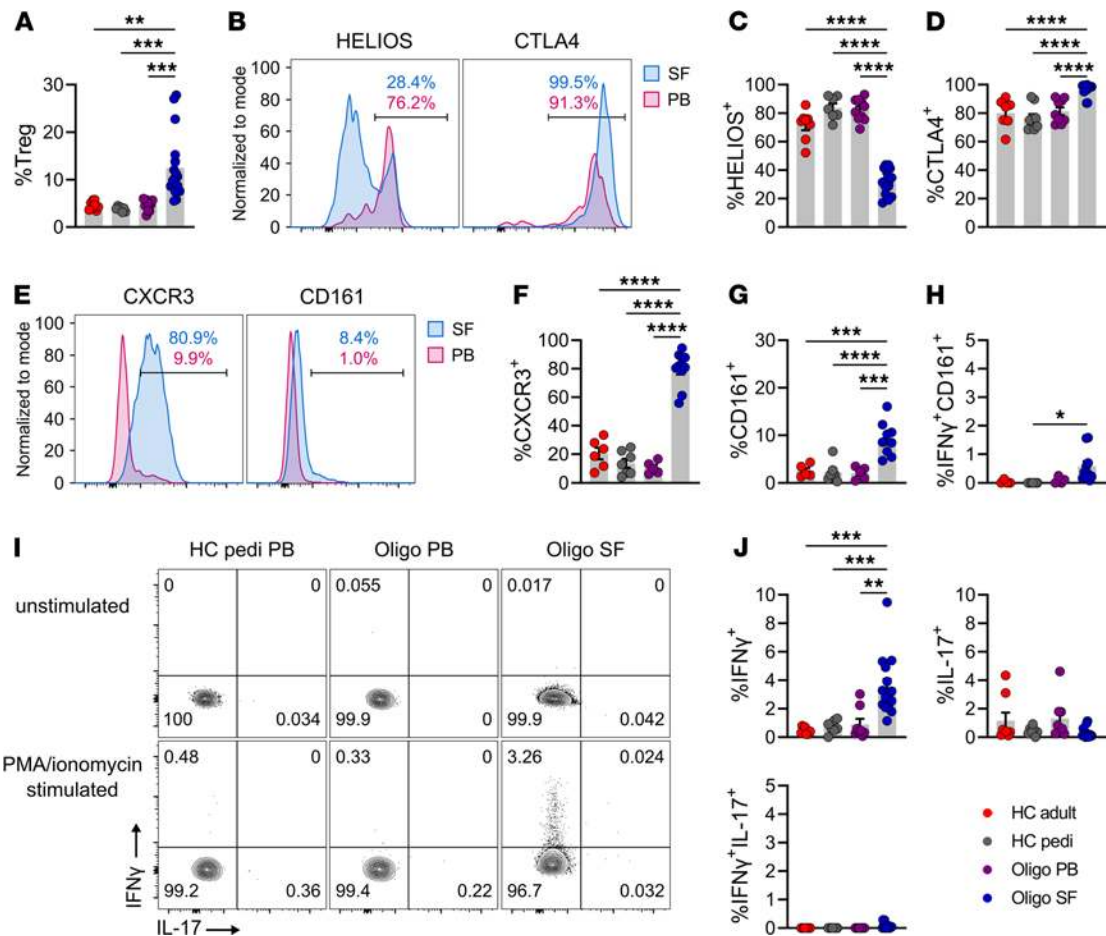 A
**
***
***
%Treg
30
20
10
0
B
HELIOS
CTLA4
Normalized to mode
100
80
60
40
20
0
28.4%
76.2%
99.5%
91.3%
SF
PB
C
****
****
****
%HELIOS+
100
80
60
40
20
0
D
****
****
****
%CTLA4+
100
80
60
40
20
0
E
CXCR3
CD161
Normalized to mode
100
80
60
40
20
0
80.9%
9.9%
8.4%
1.0%
SF
PB
F
****
****
****
%CXCR3+
100
80
60
40
20
0
G
***
****
***
%CD161+
30
20
10
0
H
*
%IFNγ+CD161+
5
4
3
2
1
0
I
HC pedi PB
Oligo PB
Oligo SF
unstimulated
0
0
100
0.034
0.055
0
99.9
0
0.017
0
99.9
0.042
PMA/ionomycin
stimulated
0.48
0
99.2
0.36
0.33
0
99.4
0.22
3.26
0.024
96.7
0.032
IFNγ
IL-17
J
***
***
**
%IFNγ+
10
8
6
4
2
0
%IL-17+
10
8
6
4
2
0
%IFNγ+IL-17+
5
4
3
2
1
0
HC adult
HC pedi
Oligo PB
Oligo SF